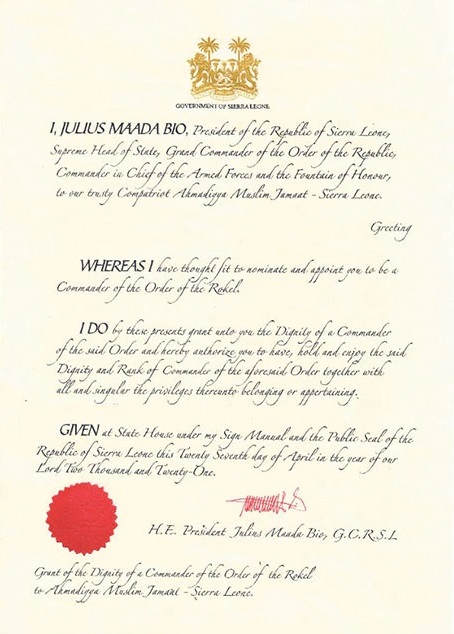 GOVERNMENT OF SIERRA LEONE
I, JULIUS MAADA BIO, President of the Republic of Sierra Leone,
Supreme Head of State, Grand Commander of the Order of the Republic,
Commander in Chief of the Armed Forces and the Fountain of Honour,
to our trusty Compatriot Ahmadiyya Muslim Jamaat - Sierra Leone.
Greeting
WHEREAS I have thought fit to nominate and appoint you to be a
Commander of the Order of the Rokel.
I DO by these presents grant unto you the Dignity of a Commander
of the said Order and hereby authorize you to have, hold and enjoy the said
Dignity and Rank of Commander of the aforesaid Order together with
all and singular the privileges thereunto belonging or appertaining.
GIVEN at State House under my Sign Manual and the Public Seal of the
Republic of Sierra Leone this Twenty Seventh day of April in the year of our
Lord Two Thousand and Twenty-One.
H.E. President Julius Maada Bio, G.C.R.S.L
Grant of the Dignity of a Commander of the Order of the Rokel
to Ahmadiyya Muslim Jamaat - Sierra Leone.